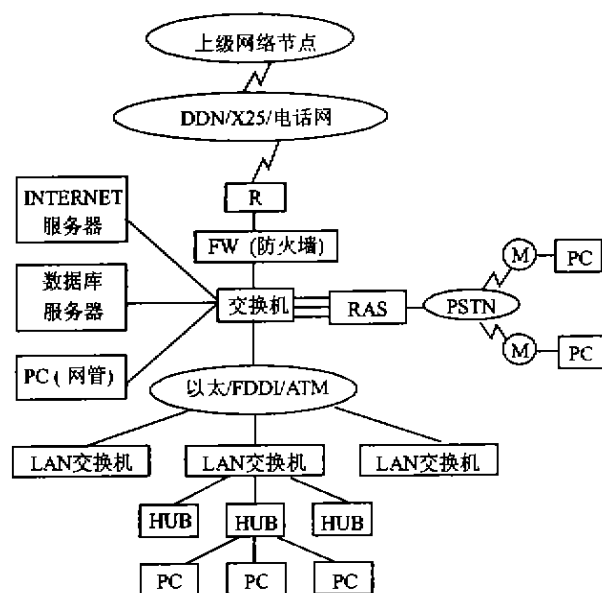 上级网络节点
DDN/X25/电话网
R
INTERNET
服务器
FW (防火墙)
数据库
服务器
交换机
RAS
PSTN
M
PC
M
PC
PC ( 网管)
以太/FDDI/ATM
LAN交换机
LAN交换机
LAN交换机
HUB
HUB
HUB
PC
PC
PC